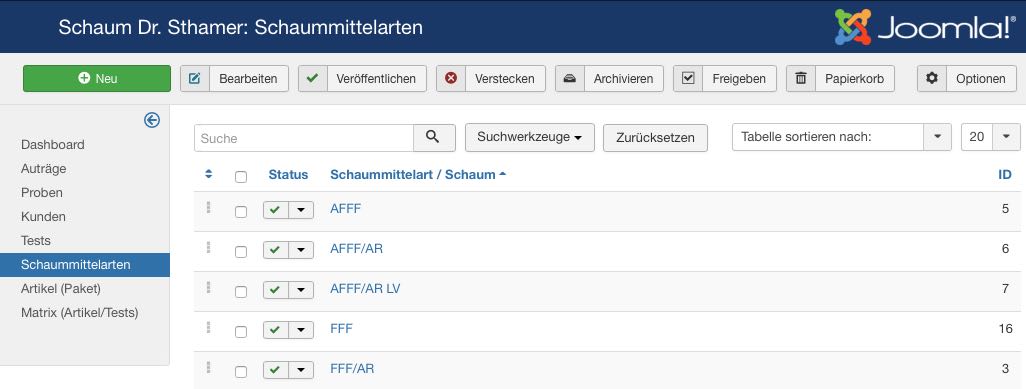 Schaum Dr. Sthamer: Schaummittelarten
Joomla!®
Neu Bearbeiten Veröffentlichen Verstecken Archivieren Freigeben Papierkorb Optionen
Dashboard
Auträge
Proben
Kunden
Tests
Schaummittelarten
Artikel (Paket)
Matrix (Artikel/Tests)
Suche Suchwerkzeuge Zurücksetzen Tabelle sortieren nach: 20
Status Schaummittelart / Schaum ID
AFFF 5
AFFF/AR 6
AFFF/AR LV 7
FFF 16
FFF/AR 3